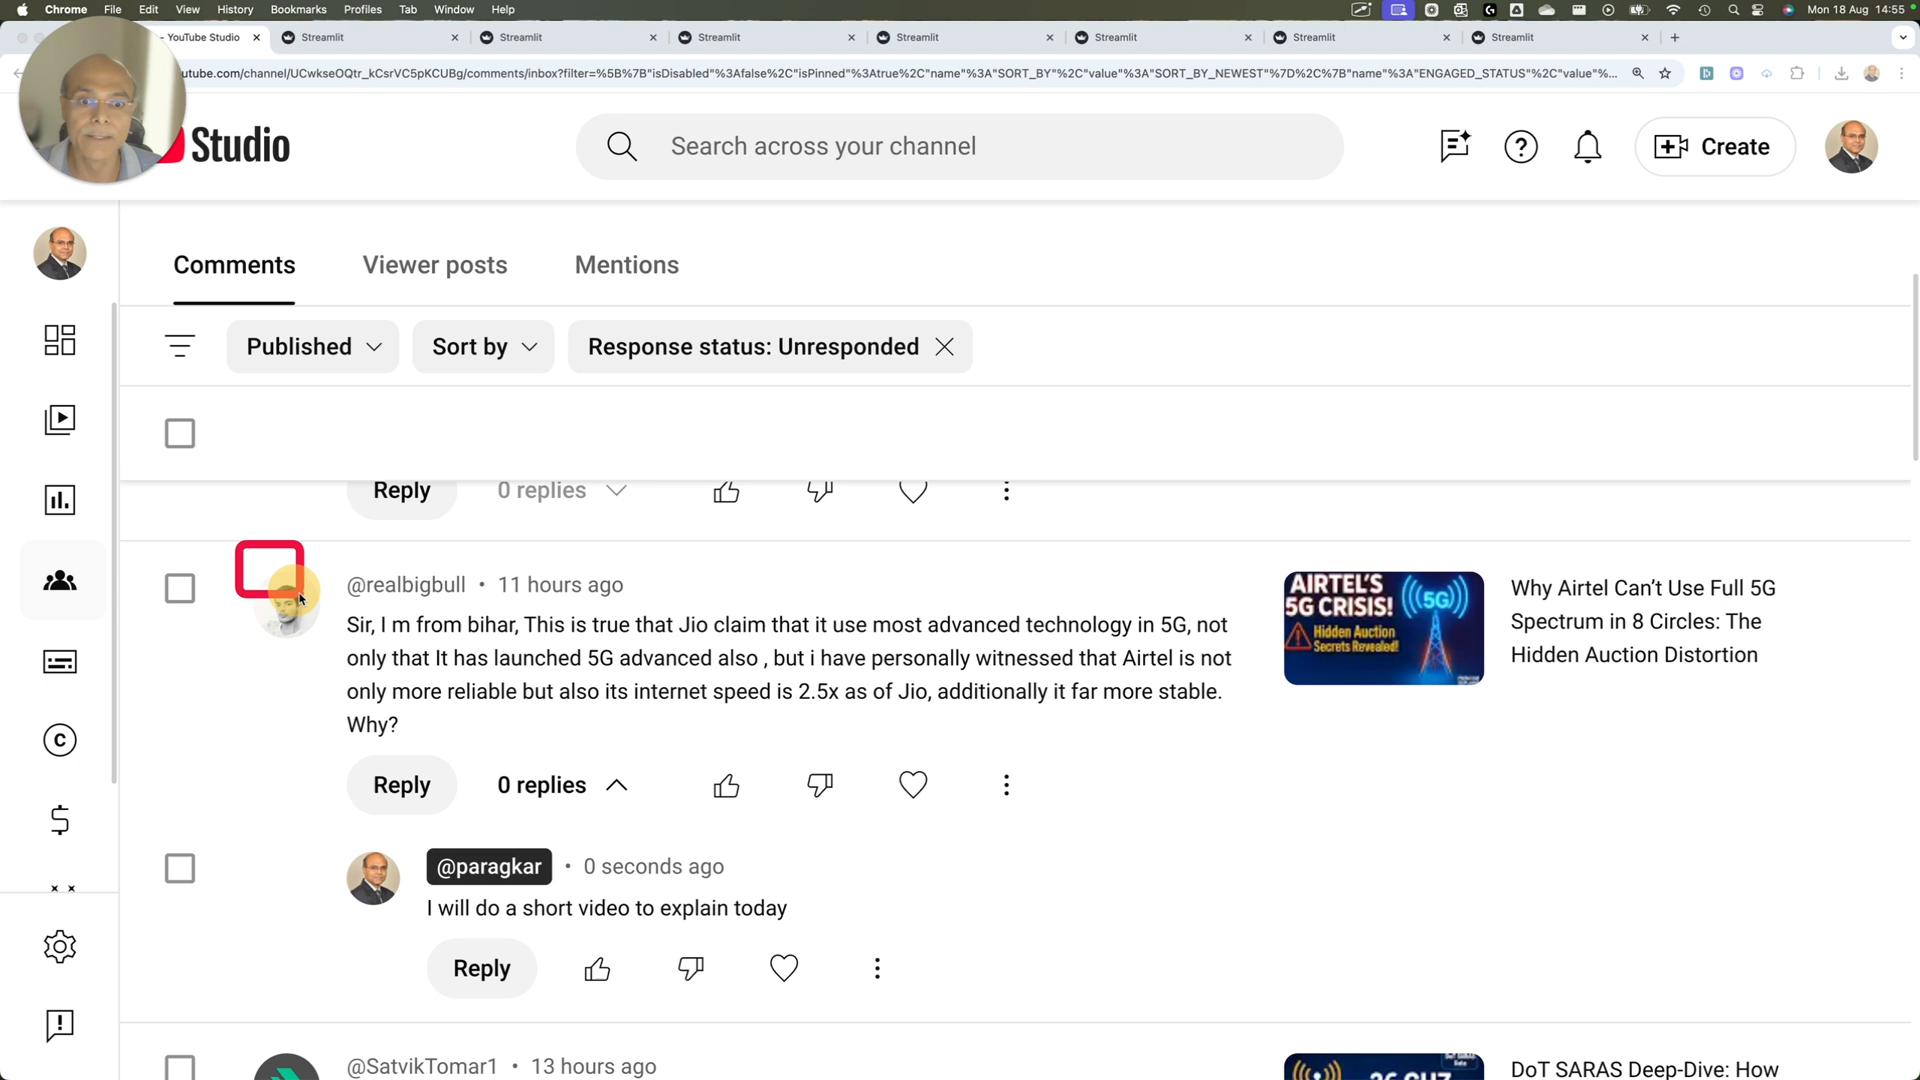 Chrome File Edit View History Bookmarks Profiles Tab Window Help Mon 18 Aug 14:55
- YouTube Studio Streamlit Streamlit Streamlit Streamlit Streamlit Streamlit Streamlit
utube.com/channel/UCwkseOQtr_kCsrVC5pKCUBg/comments/inbox?filter=%5B%7B"isDisabled"%3Afalse%2C"isPinned"%3Atrue%2C"name"%3A"SORT_BY"%2C"value"%3A"SORT_BY_NEWEST"%7D%2C%7B"name"%3A"ENGAGED_STATUS"%2C"value"%...
Studio
Search across your channel
Create
Comments Viewer posts Mentions
Published Sort by Response status: Unresponded
Reply 0 replies
@realbigbull • 11 hours ago
Sir, I m from bihar, This is true that Jio claim that it use most advanced technology in 5G, not
only that It has launched 5G advanced also , but i have personally witnessed that Airtel is not
only more reliable but also its internet speed is 2.5x as of Jio, additionally it far more stable.
Why?
AIRTEL'S
5G CRISIS!
Hidden Auction
Secrets Revealed!
5G
Why Airtel Can't Use Full 5G
Spectrum in 8 Circles: The
Hidden Auction Distortion
Reply 0 replies
@paragkar • 0 seconds ago
I will do a short video to explain today
Reply
@SatvikTomar1 • 13 hours ago
DoT SARAS Deep-Dive: How